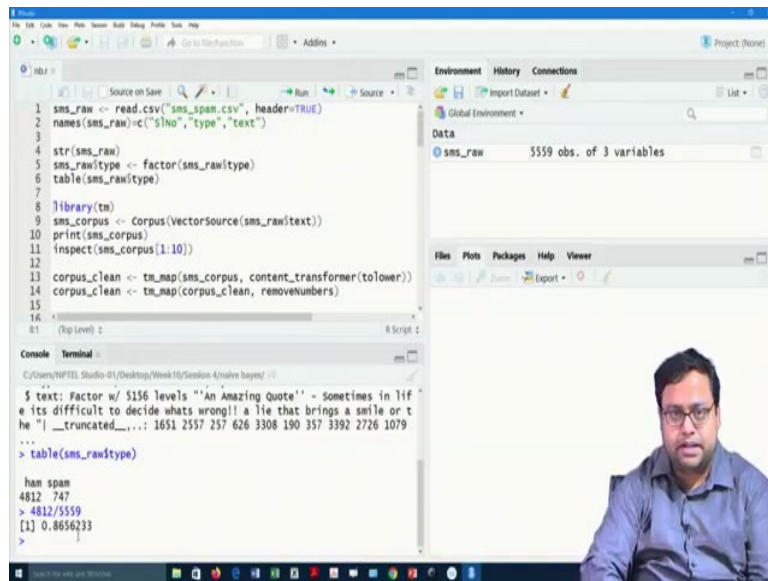 RStudio
File Edit Code View Plots Session Build Debug Profile Tools Help
Go to file/function
Addins
Project: (None)
nb.r
Source on Save
Run
Source
1 sms_raw <- read.csv("sms_spam.csv", header=TRUE)
2 names(sms_raw)=c("SlNo","type","text")
3
4 str(sms_raw)
5 sms_raw$type <- factor(sms_raw$type)
6 table(sms_raw$type)
7
8 library(tm)
9 sms_corpus <- Corpus(VectorSource(sms_raw$text))
10 print(sms_corpus)
11 inspect(sms_corpus[1:10])
12
13 corpus_clean <- tm_map(sms_corpus, content_transformer(tolower))
14 corpus_clean <- tm_map(corpus_clean, removeNumbers)
15
16
8:1 (Top Level) R Script
Console Terminal
C:/Users/NPTEL Studio-01/Desktop/Week10/Session 4/naive bayes/
$ text: Factor w/ 5156 levels "'An Amazing Quote'' - Sometimes in lif
e its difficult to decide whats wrong!! a lie that brings a smile or t
he "| __truncated__,..: 1651 2557 257 626 3308 190 357 3392 2726 1079
...
> table(sms_raw$type)
ham spam
4812 747
> 4812/5559
[1] 0.8656233
>
Environment History Connections
Import Dataset
List
Global Environment
Data
sms_raw 5559 obs. of 3 variables
Files Plots Packages Help Viewer
Zoom Export
Search the web and Windows